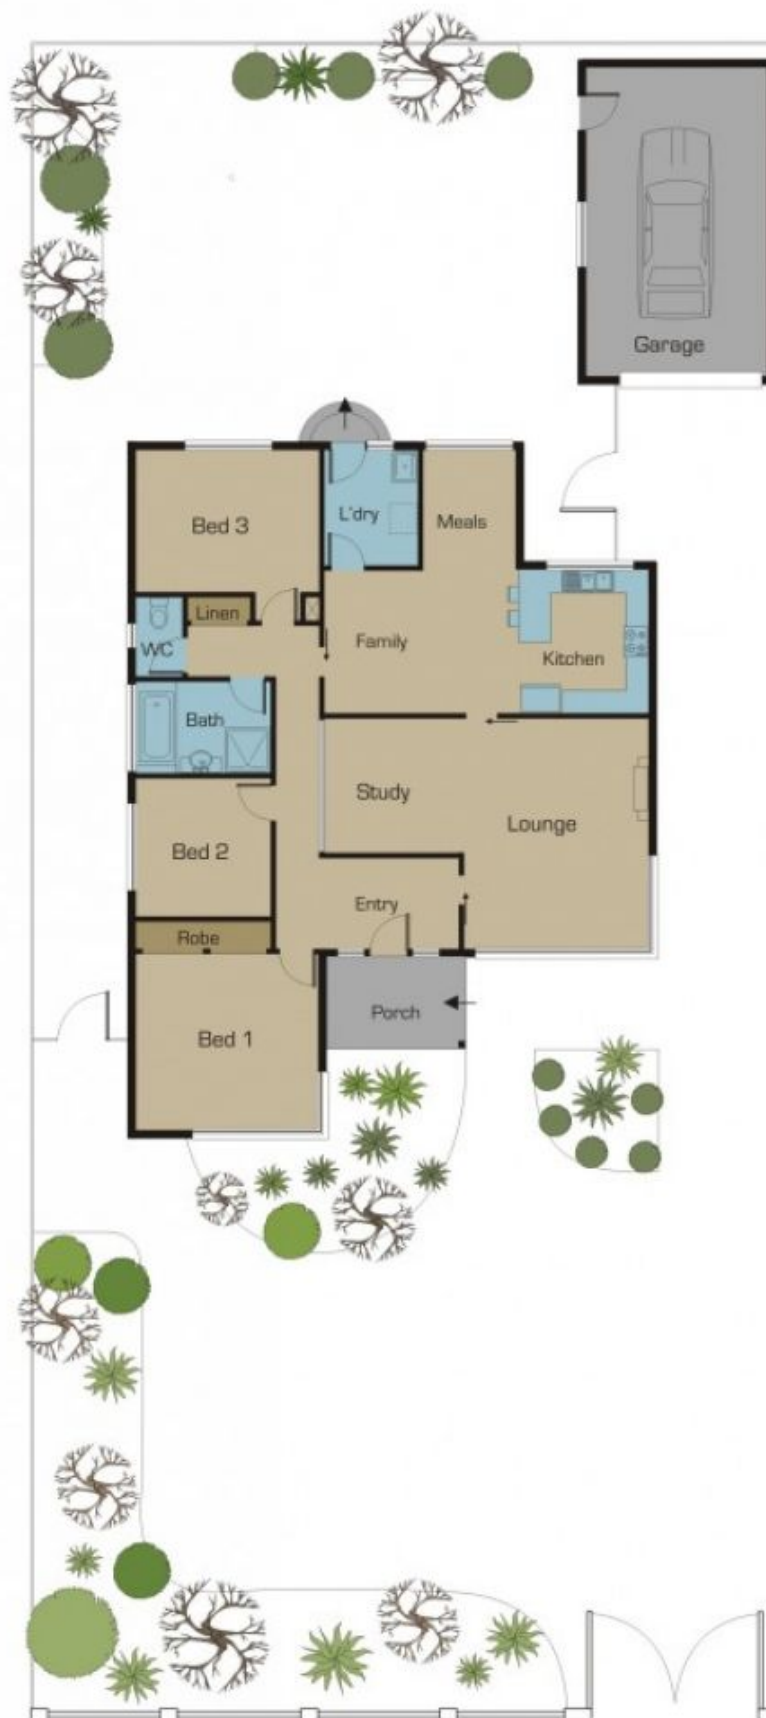 Garage
Bed 3
L'dry
Meals
Linen
WC
Family
Kitchen
Bath
Study
Lounge
Bed 2
Entry
Robe
Porch
Bed 1